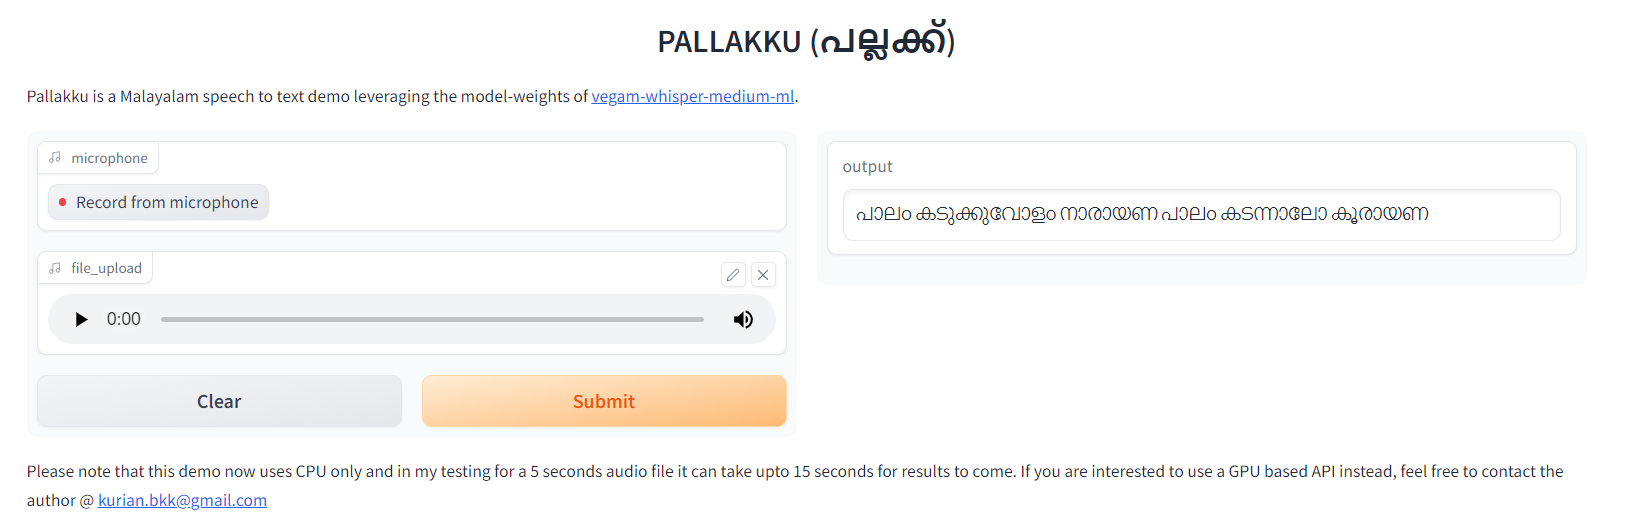 PALLAKKU (പല്ലക്ക്)
Pallakku is a Malayalam speech to text demo leveraging the model-weights of vegam-whisper-medium-ml.
microphone
Record from microphone
file_upload
0:00
Clear
Submit
output
പാലം കടുക്കുവോളം നാരായണ പാലം കടന്നാലോ കൂരായണ
Please note that this demo now uses CPU only and in my testing for a 5 seconds audio file it can take upto 15 seconds for results to come. If you are interested to use a GPU based API instead, feel free to contact the
author @ kurian.bkk@gmail.com